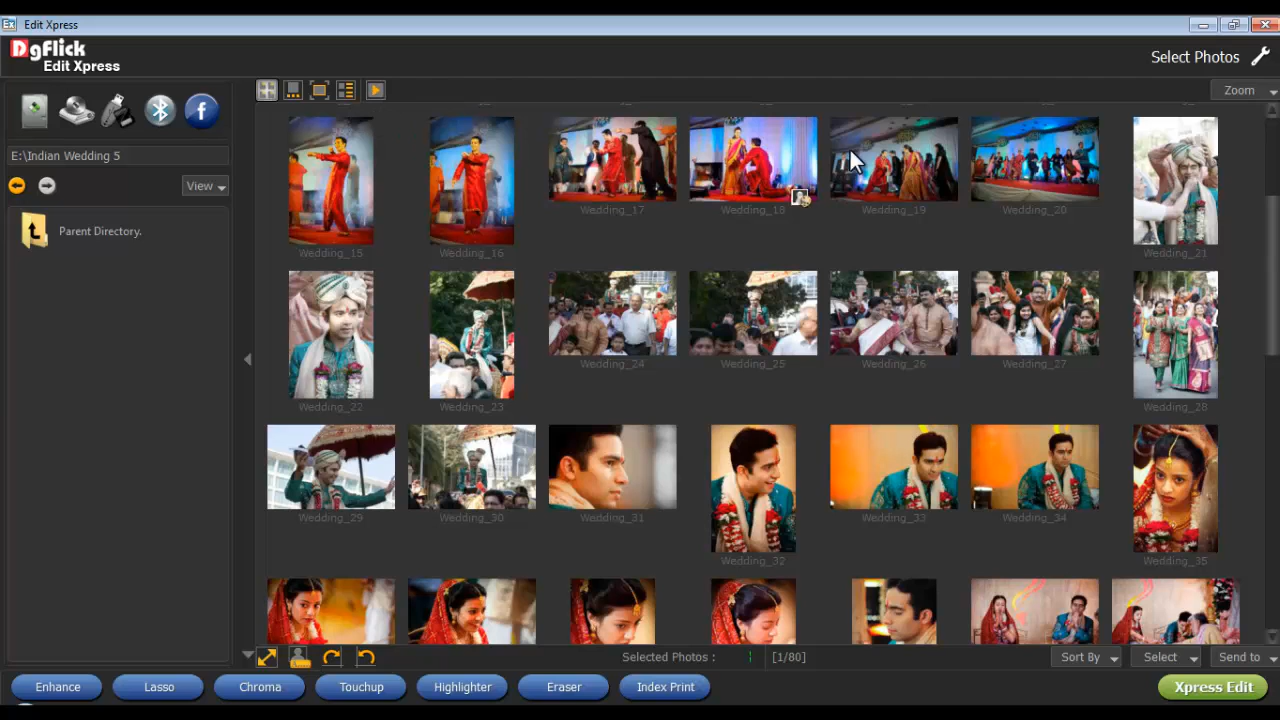 Edit Xpress
DgFlick
Edit Xpress
Select Photos
Zoom
E:\Indian Wedding 5
View
Parent Directory.
Wedding_15
Wedding_16
Wedding_17
Wedding_18
Wedding_19
Wedding_20
Wedding_21
Wedding_22
Wedding_23
Wedding_24
Wedding_25
Wedding_26
Wedding_27
Wedding_28
Wedding_29
Wedding_30
Wedding_31
Wedding_32
Wedding_33
Wedding_34
Wedding_35
Selected Photos :
[1/80]
Sort By
Select
Send to
Enhance
Lasso
Chroma
Touchup
Highlighter
Eraser
Index Print
Xpress Edit